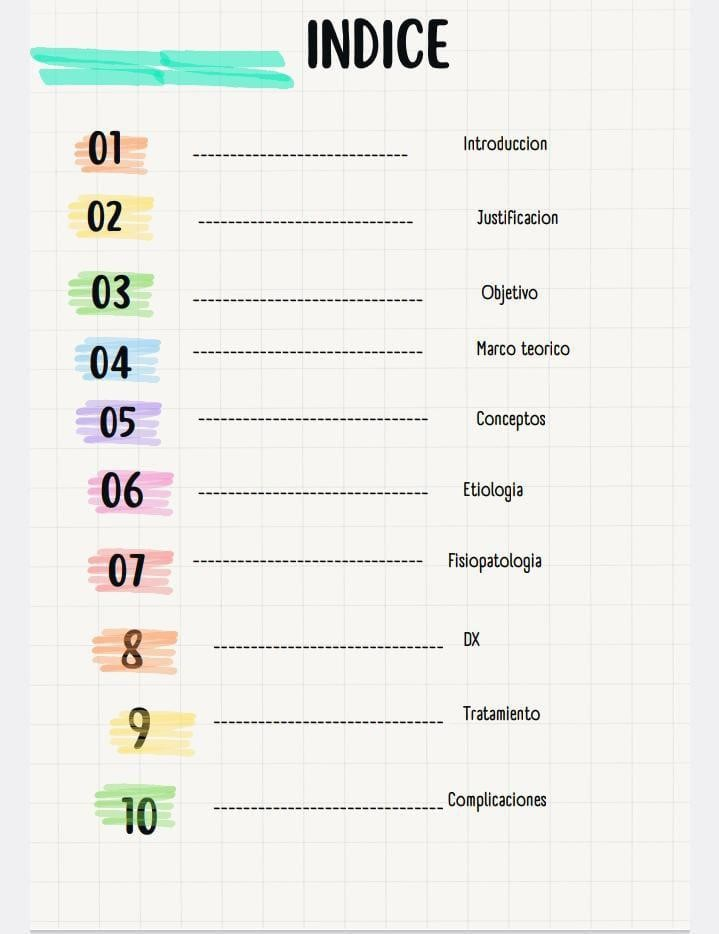 INDICE
01 ---------------------------------- Introduccion
02 ---------------------------------- Justificacion
03 ------------------------------------ Objetivo
04 ------------------------------------ Marco teorico
05 ------------------------------------ Conceptos
06 ------------------------------------ Etiologia
07 ------------------------------------ Fisiopatologia
8 ------------------------------------ DX
9 ------------------------------------ Tratamiento
10 ------------------------------------ Complicaciones